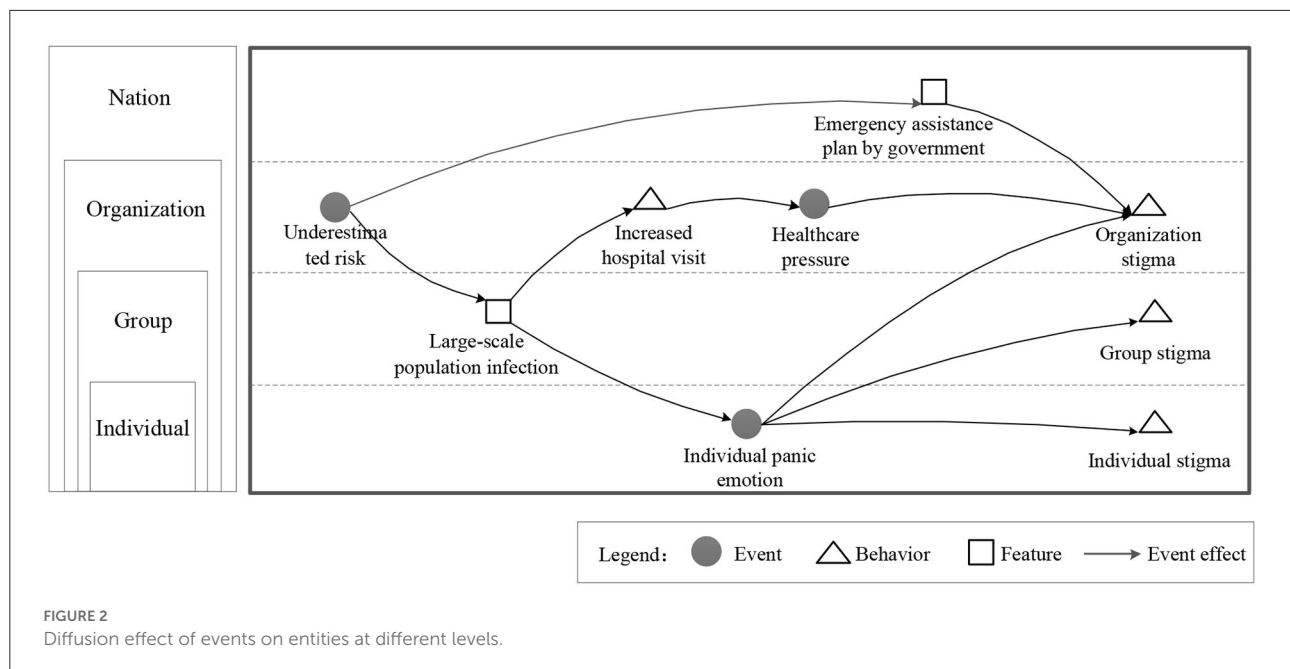 Nation
Emergency assistance
plan by government
Organization
Underestima
ted risk
Increased
hospital visit
Healthcare
pressure
Organization
stigma
Group
Large-scale
population infection
Group stigma
Individual
Individual panic
emotion
Individual stigma
Legend: Event Behavior Feature Event effect
FIGURE 2
Diffusion effect of events on entities at different levels.